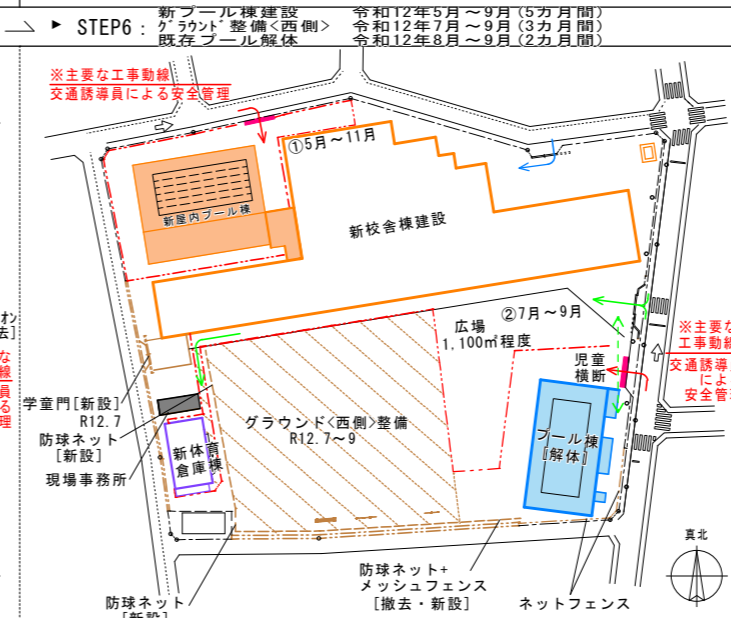 STEP6：
新プール棟建設　令和12年5月～9月(5カ月間)
グラウンド整備<西側>　令和12年7月～9月(3カ月間)
既存プール解体　令和12年8月～9月(2カ月間)
※主要な工事動線
交通誘導員による安全管理
①5月～11月
新屋内プール棟
新校舎棟建設
広場
1,100㎡程度
②7月～9月
児童
横断
※主要な
工事動線
交通誘導
によ
安全管理
学童門[新設]
R12.7
防球ネット
[新設]
現場事務所
新体育
倉庫棟
グラウンド<西側>整備
R12.7～9
プール棟
[解体]
真北
防球ネット
[新設]
防球ネット+
メッシュフェンス
[撤去・新設]
ネットフェンス